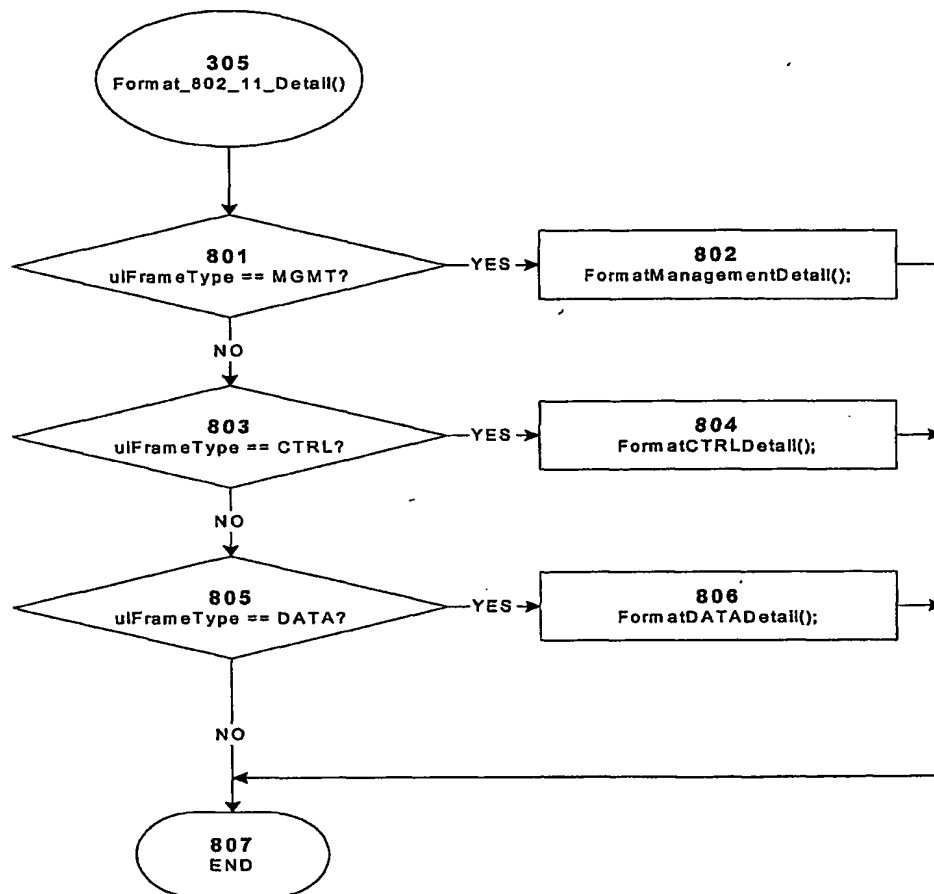 305
Format_802_11_Detail()
801
ulFrameType == MGMT?
YES
802
FormatManagementDetail();
NO
803
ulFrameType == CTRL?
YES
804
FormatCTRLDetail();
NO
805
ulFrameType == DATA?
YES
806
FormatDATADetail();
NO
807
END